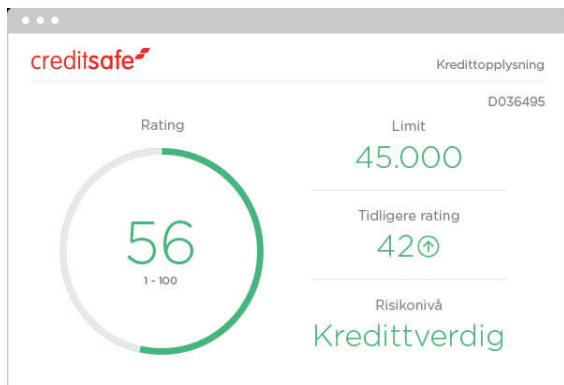 creditsafe
Kredittopplysning
D036495
Rating
56
1 - 100
Limit
45.000
Tidligere rating
42
Risikonivå
Kredittverdig